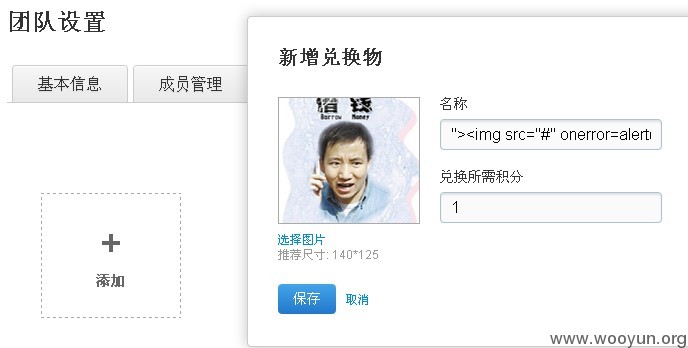 团队设置
基本信息
成员管理
添加
新增兑换物
借 钱
Borrow Money
选择图片
推荐尺寸: 140*125
名称
"><img src="#" onerror=alert(
兑换所需积分
1
保存
取消
www.wooyun.org